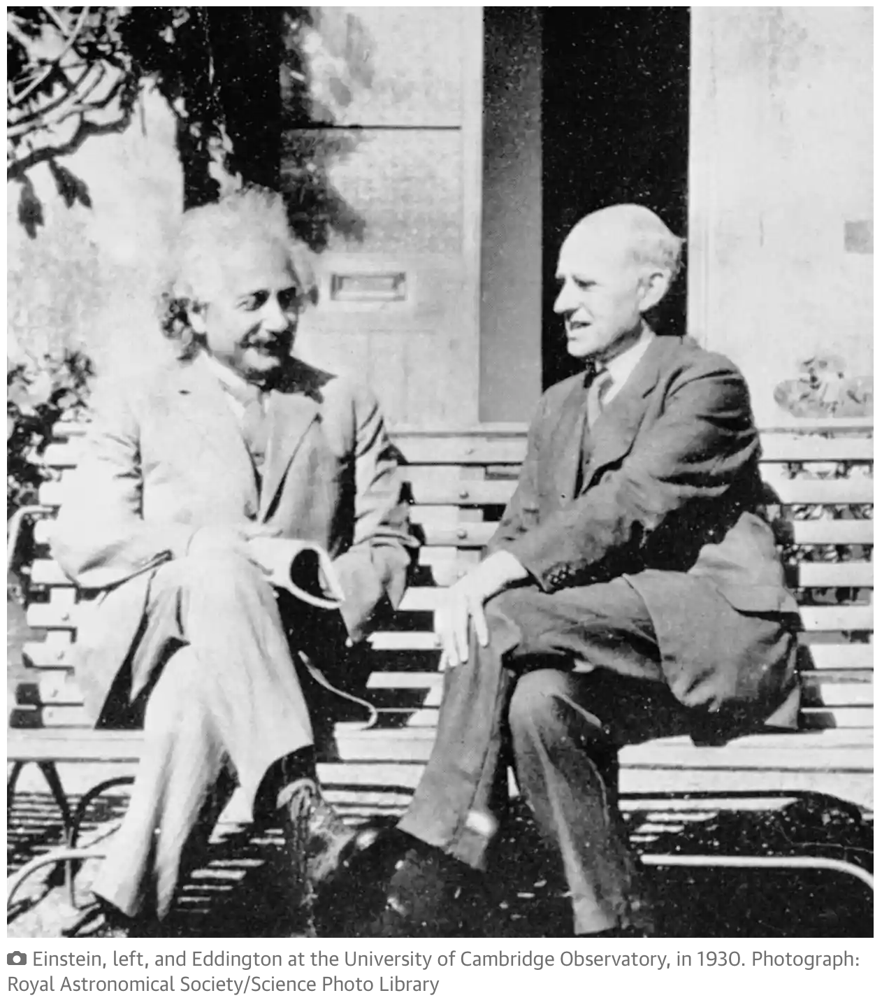 Einstein, left, and Eddington at the University of Cambridge Observatory, in 1930. Photograph:
Royal Astronomical Society/Science Photo Library